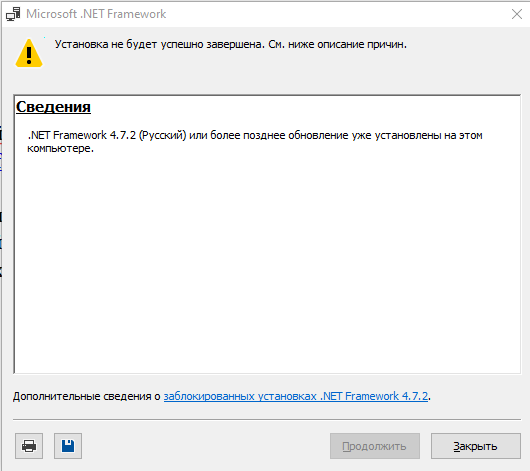 Microsoft .NET Framework
Установка не будет успешно завершена. См. ниже описание причин.
Сведения
.NET Framework 4.7.2 (Русский) или более позднее обновление уже установлены на этом
компьютере.
Дополнительные сведения о заблокированных установках .NET Framework 4.7.2.
Продолжить
Закрыть